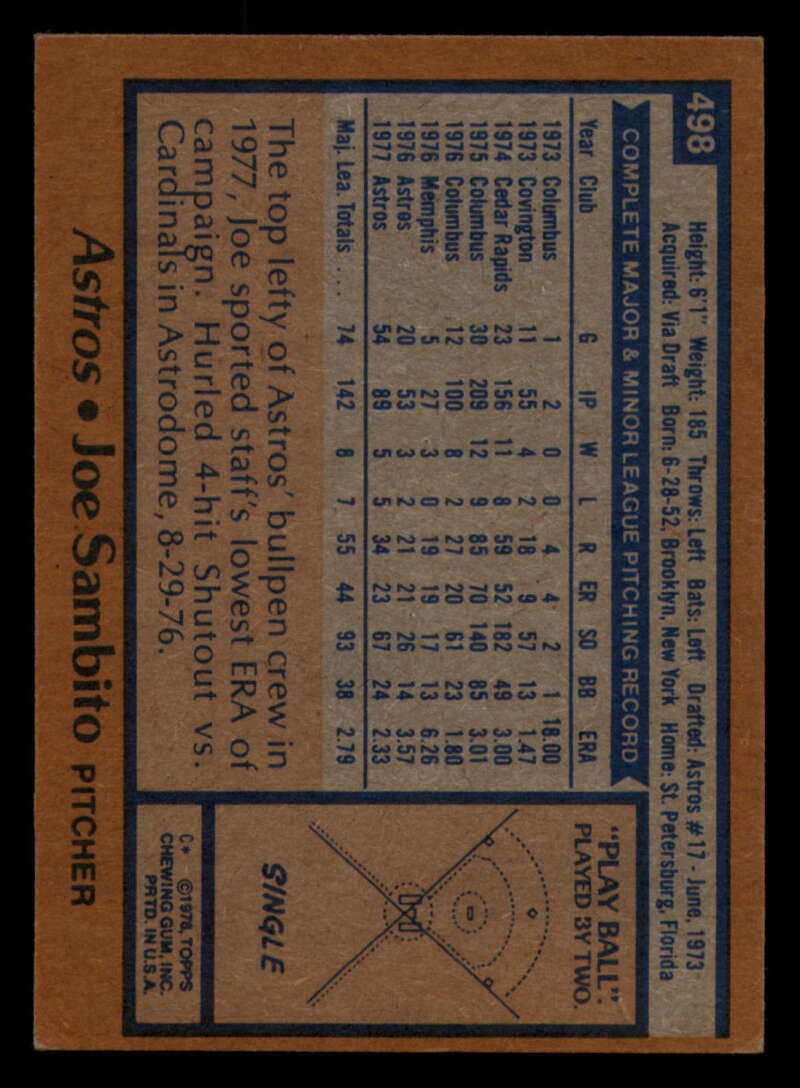 498
Height: 6'1" Weight: 185 Throws: Left Bats: Left Drafted: Astros #17 - June, 1973
Acquired: Via Draft Born: 6-28-52, Brooklyn, New York Home: St. Petersburg, Florida
COMPLETE MAJOR & MINOR LEAGUE PITCHING RECORD
Year Club G IP W L R ER SO BB ERA
1973 Columbus 1 2 0 0 4 4 2 1 18.00
1973 Covington 11 55 4 2 18 9 57 13 1.47
1974 Cedar Rapids 23 156 11 8 59 52 182 49 3.00
1975 Columbus 30 209 12 9 85 70 140 85 3.01
1976 Columbus 12 100 8 2 27 20 61 23 1.80
1976 Memphis 5 27 3 0 19 19 17 13 6.26
1976 Astros 20 53 3 2 21 21 26 14 3.57
1977 Astros 54 89 5 5 34 23 67 24 2.33
Maj. Lea. Totals .... 74 142 8 7 55 44 93 38 2.79
The top lefty of Astros' bullpen crew in
1977, Joe sported staff's lowest ERA of
campaign. Hurled 4-hit Shutout vs.
Cardinals in Astrodome, 8-29-76.
"PLAY BALL":
PLAYED BY TWO.
SINGLE
C* ©1978, TOPPS
CHEWING GUM, INC.
PRTD. IN U.S.A.
Astros • Joe Sambito PITCHER